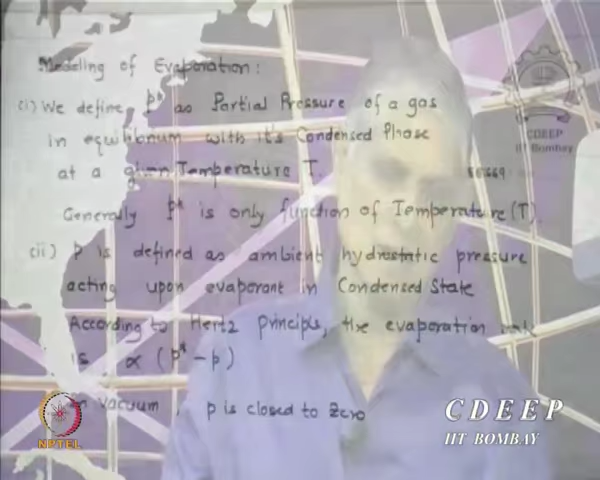 Modeling of Evaporation:
(i) We define p* as Partial Pressure of a gas
in equilibrium with it's Condensed Phase
at a given Temperature T.
Generally p* is only function of Temperature (T).
(ii) p is defined as ambient hydrostatic pressure
acting upon evaporant in Condensed State
According to Hertz principle, the evaporation rate
is ∝ (p* - p)
In vacuum, p is closed to Zero
CDEEP
IIT Bombay
NPTEL
CDEEP
IIT BOMBAY